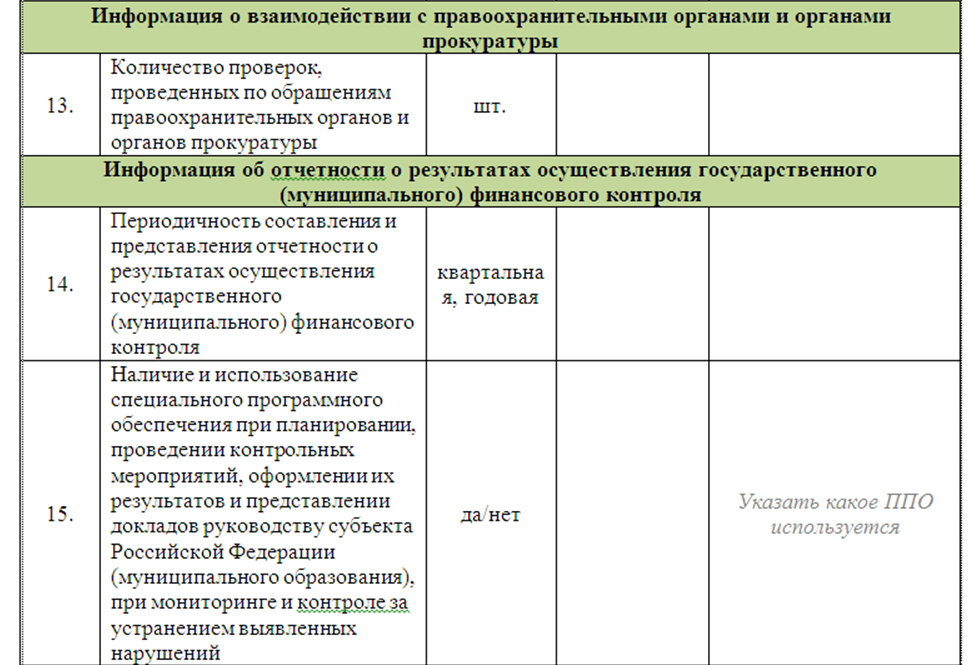 Информация о взаимодействии с правоохранительными органами и органами
прокуратуры
13.
Количество проверок,
проведенных по обращениям
правоохранительных органов и
органов прокуратуры
шт.
Информация об отчетности о результатах осуществления государственного
(муниципального) финансового контроля
14.
Периодичность составления и
представления отчетности о
результатах осуществления
государственного
(муниципального) финансового
контроля
квартальна
я, годовая
15.
Наличие и использование
специального программного
обеспечения при планировании,
проведении контрольных
мероприятий, оформлении их
результатов и представлении
докладов руководству субъекта
Российской Федерации
(муниципального образования),
при мониторинге и контроле за
устранением выявленных
нарушений
да/нет
Указать какое ППО
используется